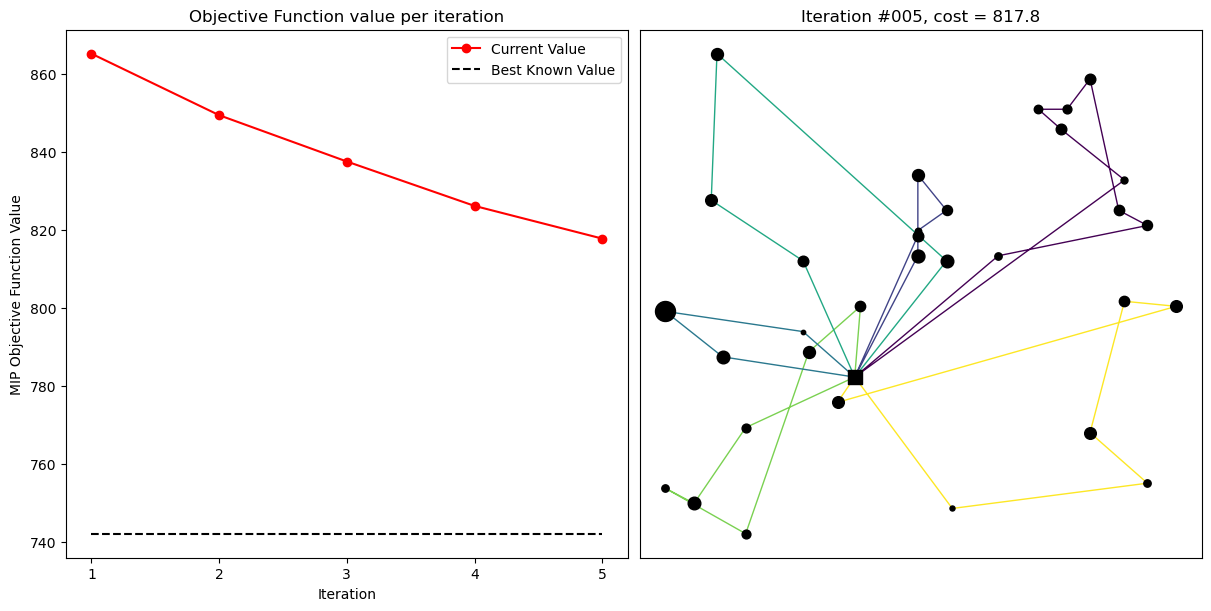 Objective Function value per iteration
Current Value
Best Known Value
MIP Objective Function Value
860
840
820
800
780
760
740
1 2 3 4 5
Iteration
Iteration #005, cost = 817.8